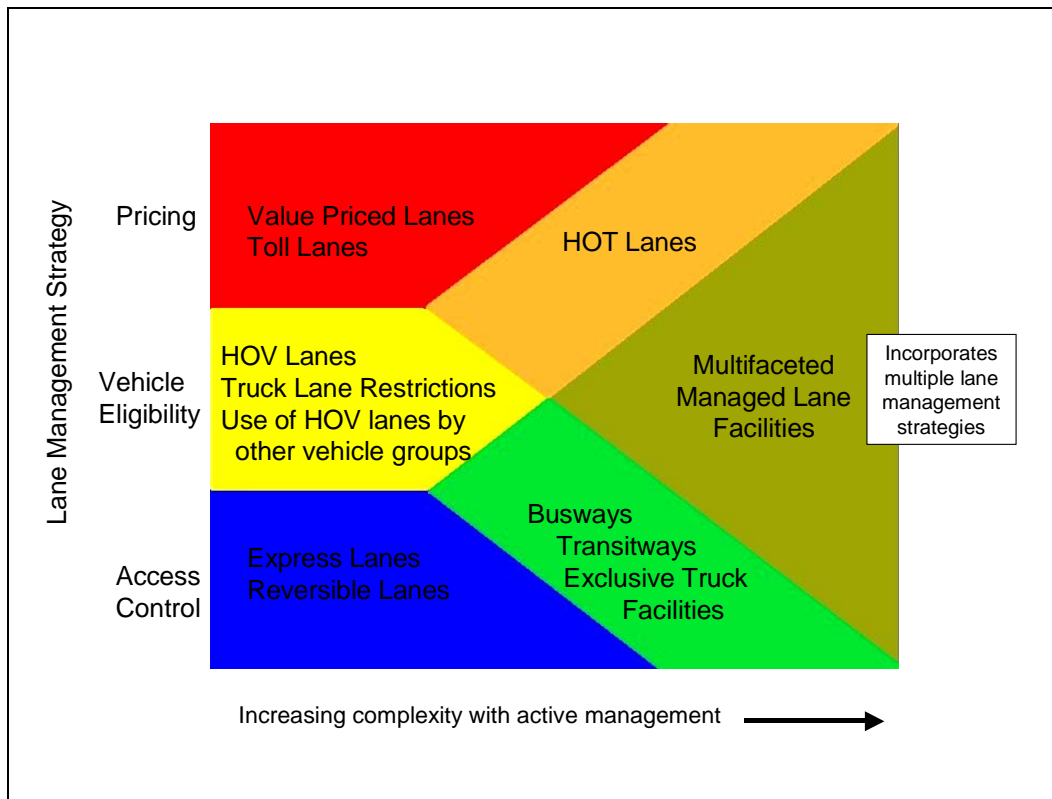 Lane Management Strategy
Pricing
Value Priced Lanes
Toll Lanes
HOT Lanes
Vehicle
Eligibility
HOV Lanes
Truck Lane Restrictions
Use of HOV lanes by
other vehicle groups
Multifaceted
Managed Lane
Facilities
Incorporates
multiple lane
management
strategies
Access
Control
Express Lanes
Reversible Lanes
Busways
Transitways
Exclusive Truck
Facilities
Increasing complexity with active management